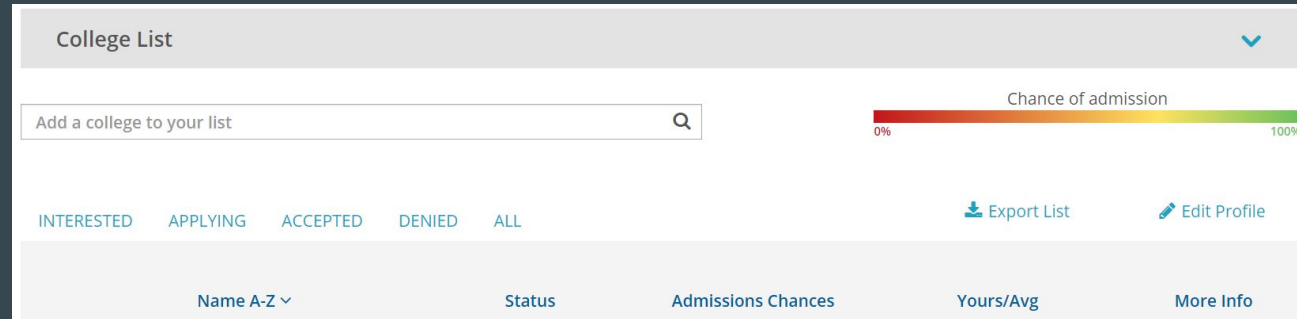 College List
Add a college to your list
Chance of admission
0% 100%
INTERESTED APPLYING ACCEPTED DENIED ALL
Export List Edit Profile
Name A-Z Status Admissions Chances Yours/Avg More Info